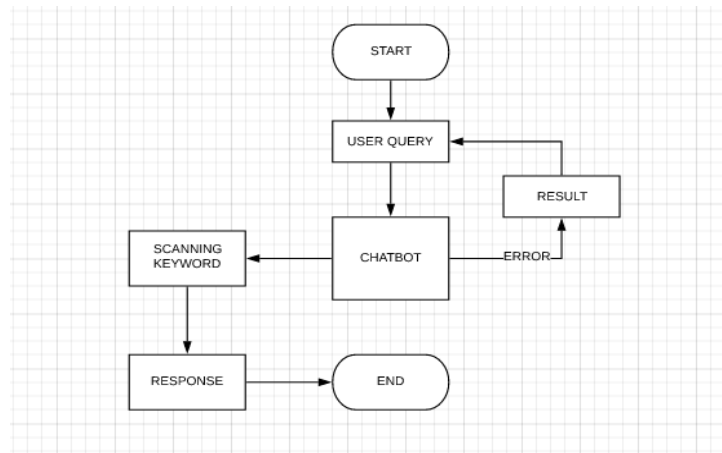 START
USER QUERY
RESULT
SCANNING
KEYWORD
CHATBOT
ERROR
RESPONSE
END